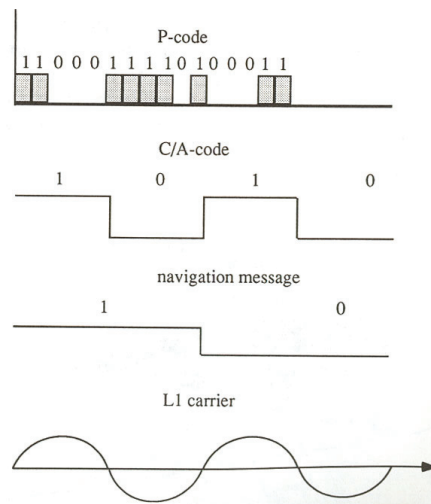 P-code
1 1 0 0 0 1 1 1 1 0 1 0 0 0 1 1
C/A-code
1 0 1 0
navigation message
1 0
L1 carrier